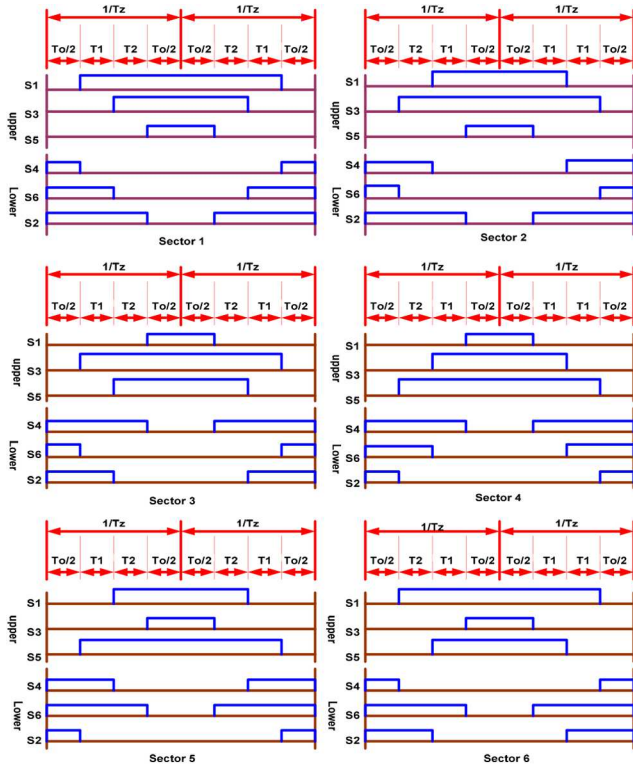 1/Tz 1/Tz
To/2 T1 T2 To/2 To/2 T2 T1 To/2
S1
S3
S5
upper
S4
S6
S2
Lower
Sector 1
1/Tz 1/Tz
To/2 T2 T1 To/2 To/2 T1 T2 To/2
S1
S3
S5
upper
S4
S6
S2
Lower
Sector 2
1/Tz 1/Tz
To/2 T1 T2 To/2 To/2 T2 T1 To/2
S1
S3
S5
upper
S4
S6
S2
Lower
Sector 3
1/Tz 1/Tz
To/2 T2 T1 To/2 To/2 T1 T2 To/2
S1
S3
S5
upper
S4
S6
S2
Lower
Sector 4
1/Tz 1/Tz
To/2 T1 T2 To/2 To/2 T2 T1 To/2
S1
S3
S5
upper
S4
S6
S2
Lower
Sector 5
1/Tz 1/Tz
To/2 T2 T1 To/2 To/2 T1 T2 To/2
S1
S3
S5
upper
S4
S6
S2
Lower
Sector 6